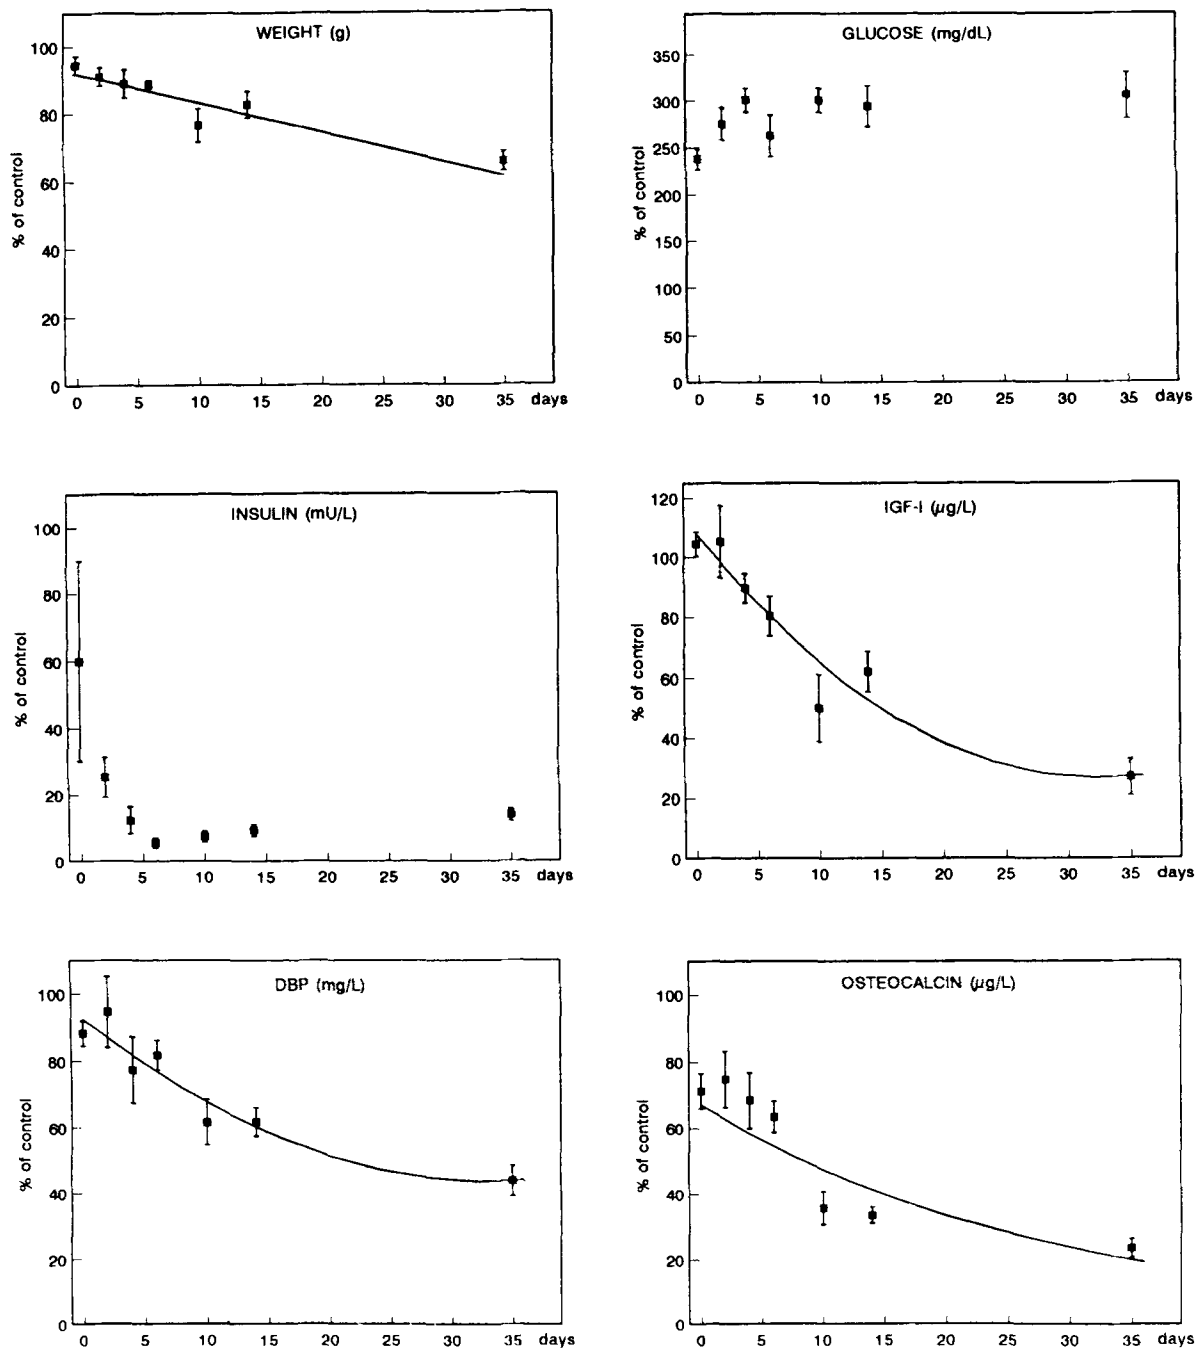 WEIGHT (g)
% of control
100
80
60
40
20
0
0 5 10 15 20 25 30 35 days
GLUCOSE (mg/dL)
% of control
350
300
250
200
150
100
50
0
0 5 10 15 20 25 30 35 days
INSULIN (mU/L)
% of control
100
80
60
40
20
0
0 5 10 15 20 25 30 35 days
IGF-I (µg/L)
% of control
120
100
80
60
40
20
0
0 5 10 15 20 25 30 35 days
DBP (mg/L)
% of control
100
80
60
40
20
0
0 5 10 15 20 25 30 35 days
OSTEOCALCIN (µg/L)
% of control
100
80
60
40
20
0
0 5 10 15 20 25 30 35 days